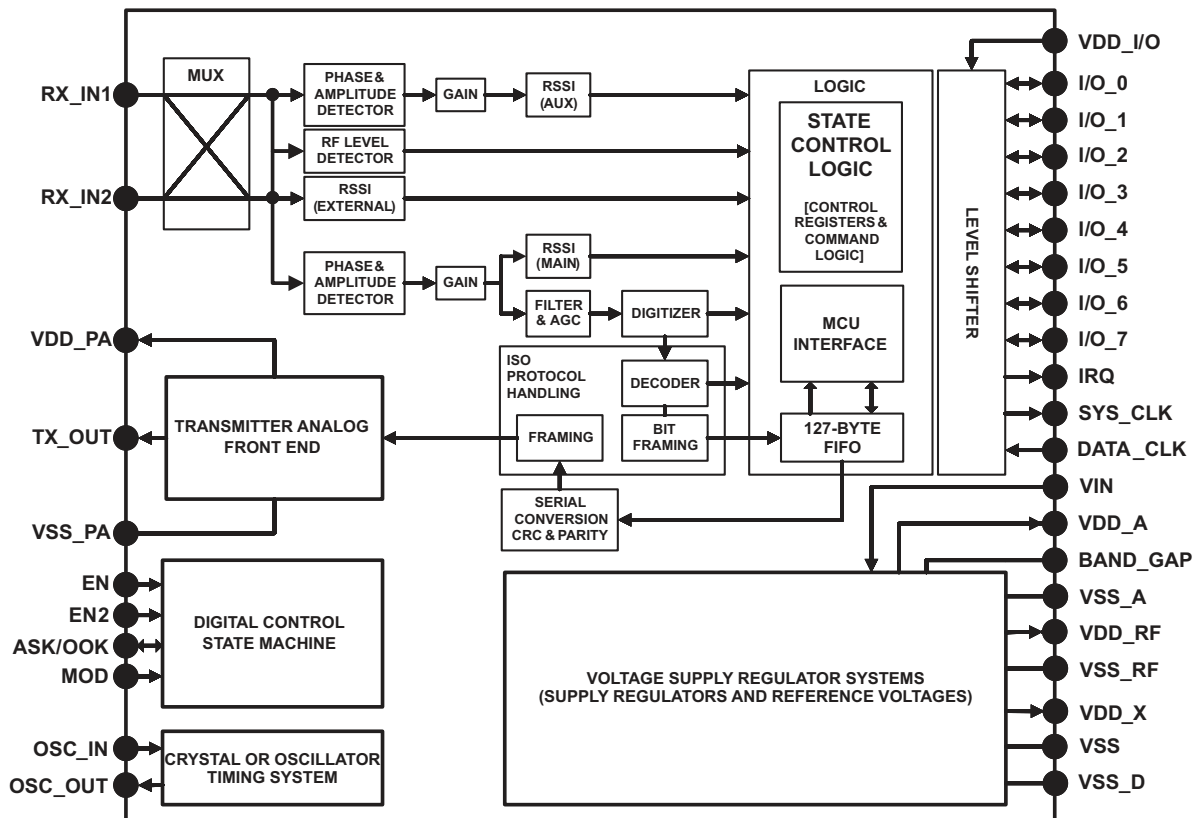 VDD_I/O
MUX
PHASE &
AMPLITUDE
DETECTOR
GAIN
RSSI
(AUX)
LOGIC
RX_IN1
I/O_0
STATE
CONTROL
LOGIC
[CONTROL
REGISTERS &
COMMAND
LOGIC]
I/O_1
RF LEVEL
DETECTOR
I/O_2
RX_IN2
RSSI
(EXTERNAL)
I/O_3
LEVEL SHIFTER
I/O_4
PHASE &
AMPLITUDE
DETECTOR
GAIN
RSSI
(MAIN)
I/O_5
FILTER
& AGC
DIGITIZER
I/O_6
MCU
INTERFACE
VDD_PA
I/O_7
ISO
PROTOCOL
HANDLING
DECODER
IRQ
SYS_CLK
TX_OUT
TRANSMITTER ANALOG
FRONT END
FRAMING
BIT
FRAMING
127-BYTE
FIFO
DATA_CLK
VIN
SERIAL
CONVERSION
CRC & PARITY
VSS_PA
VDD_A
BAND_GAP
EN
EN2
ASK/OOK
MOD
DIGITAL CONTROL
STATE MACHINE
VSS_A
VDD_RF
VSS_RF
VOLTAGE SUPPLY REGULATOR SYSTEMS
(SUPPLY REGULATORS AND REFERENCE VOLTAGES)
VDD_X
VSS
VSS_D
OSC_IN
OSC_OUT
CRYSTAL OR OSCILLATOR
TIMING SYSTEM